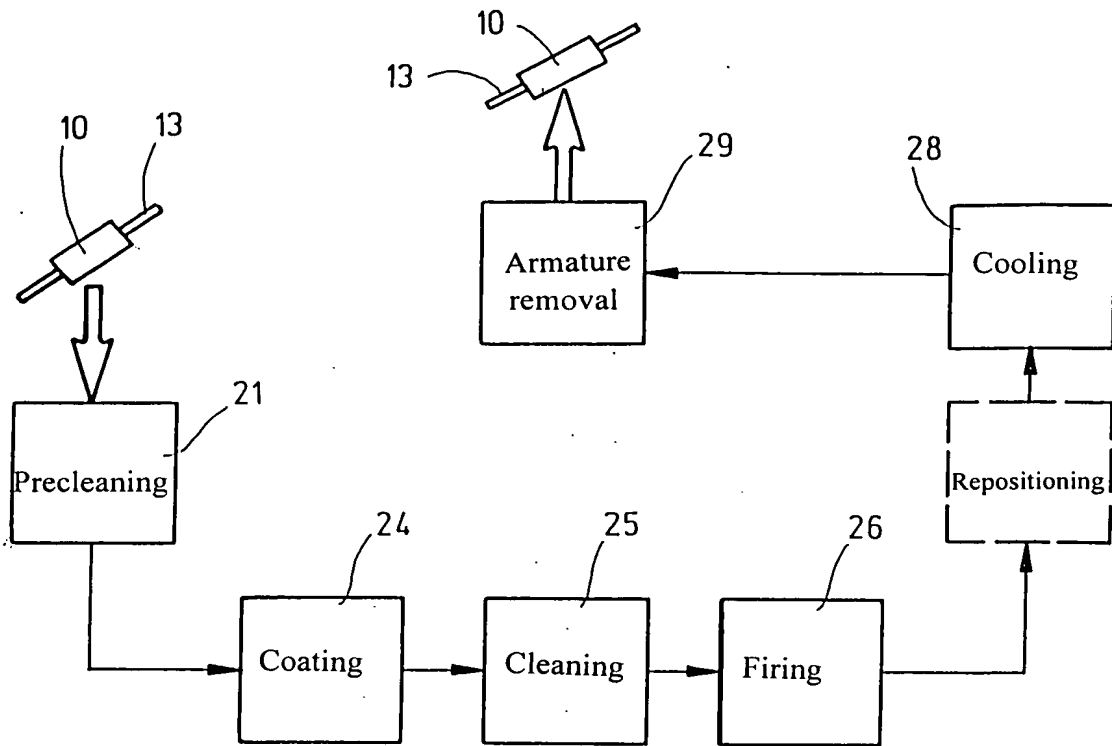 10
13
29
28
10
13
Armature
removal
Cooling
21
Precleaning
Repositioning
24
25
26
Coating
Cleaning
Firing